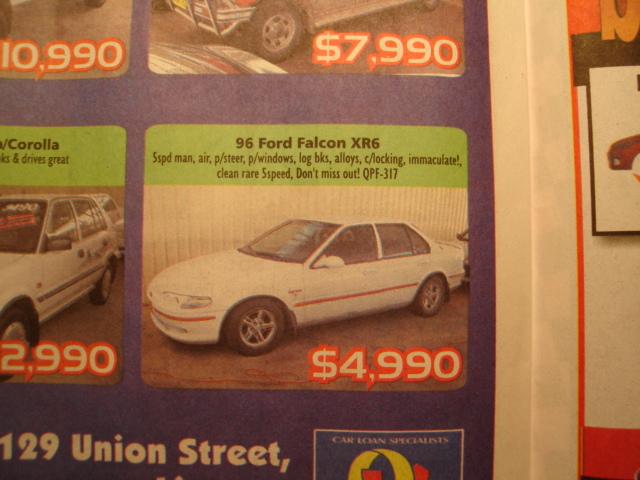 10,990
$7,990
/Corolla
ks & drives great
2,990
96 Ford Falcon XR6
5spd man, air, p/steer, p/windows, log bks, alloys, c/locking, immaculate!,
clean rare 5speed, Don't miss out! QPF-317
$4,990
129 Union Street,
CAR LOAN SPECIALISTS